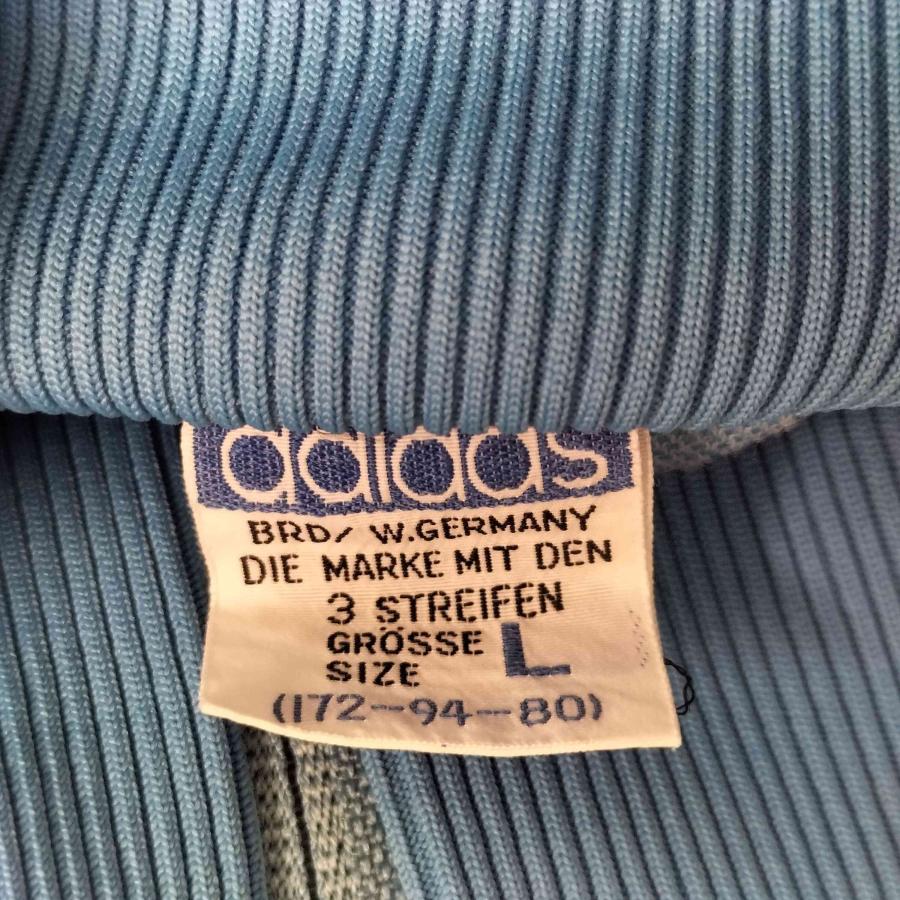 adidas
BRD/ W.GERMANY
DIE MARKE MIT DEN
3 STREIFEN
GRÖSSE L
SIZE
(172-94-80)